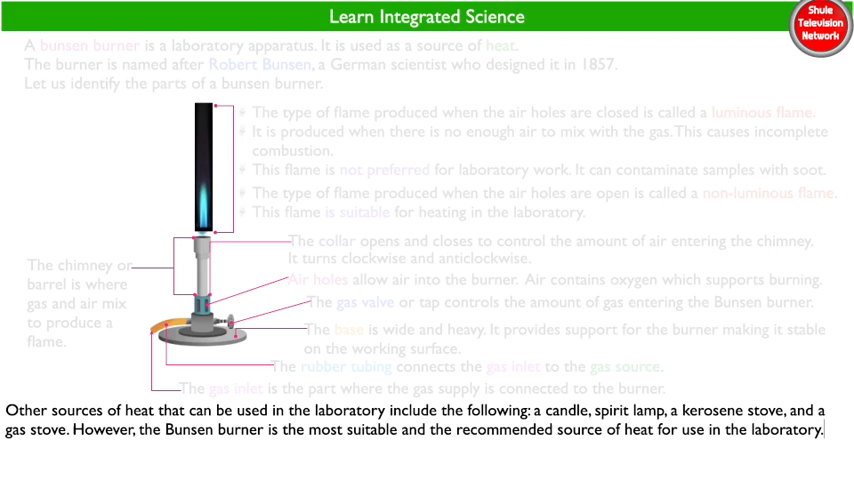 Learn Integrated Science
Shule
Television
Network
A bunsen burner is a laboratory apparatus. It is used as a source of heat.
The burner is named after Robert Bunsen, a German scientist who designed it in 1857.
Let us identify the parts of a bunsen burner.
The type of flame produced when the air holes are closed is called a luminous flame.
It is produced when there is no enough air to mix with the gas. This causes incomplete
combustion.
This flame is not preferred for laboratory work. It can contaminate samples with soot.
The type of flame produced when the air holes are open is called a non-luminous flame.
This flame is suitable for heating in the laboratory.
The collar opens and closes to control the amount of air entering the chimney.
It turns clockwise and anticlockwise.
The chimney or
barrel is where
gas and air mix
to produce a
flame.
Air holes allow air into the burner. Air contains oxygen which supports burning.
The gas valve or tap controls the amount of gas entering the Bunsen burner.
The base is wide and heavy. It provides support for the burner making it stable
on the working surface.
The rubber tubing connects the gas inlet to the gas source.
The gas inlet is the part where the gas supply is connected to the burner.
Other sources of heat that can be used in the laboratory include the following: a candle, spirit lamp, a kerosene stove, and a
gas stove. However, the Bunsen burner is the most suitable and the recommended source of heat for use in the laboratory.